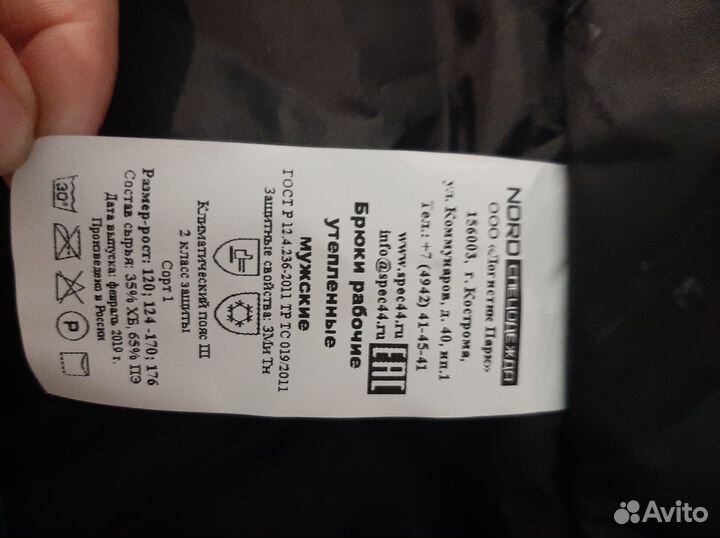 NORD СПЕЦОДЕЖДА
ООО «Логистик Парк»
156003, г. Кострома,
ул. Коммунаров, д. 40, нп.1
Тел.: +7 (4942) 41-45-41
www.spec44.ru
info@spec44.ru
EAC
Брюки рабочие
утепленные
мужские
ГОСТ Р 12.4.236-2011 ТР ТС 019/2011
Защитные свойства: ЗМи Тн
Климатический пояс III
2 класс защиты
Сорт 1
Размер-рост: 120; 124 -170; 176
Состав сырья: 35% ХБ, 65% ПЭ
Дата выпуска: февраль 2019 г.
Произведено в России
30°
P
Avito